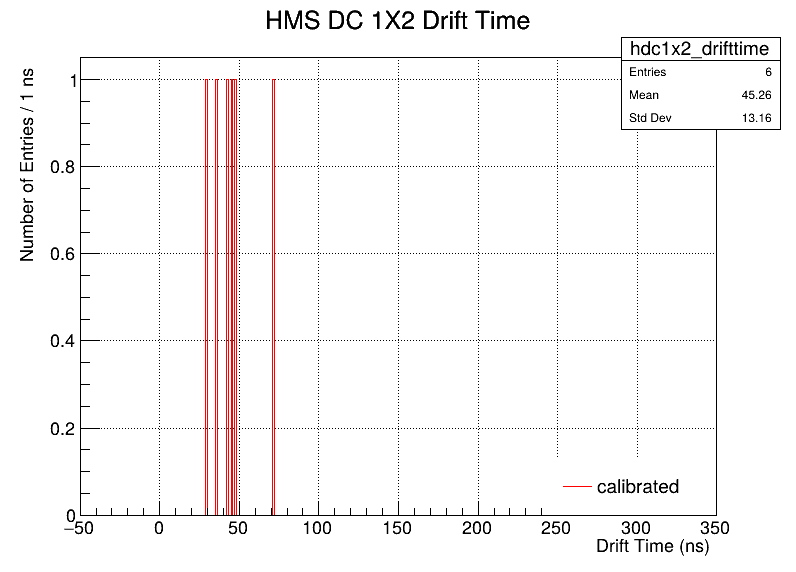 HMS DC 1X2 Drift Time
hdc1x2_drifttime
Entries 6
Mean 45.26
Std Dev 13.16
Number of Entries / 1 ns
1
0.8
0.6
0.4
0.2
0
−50 0 50 100 150 200 250 300 350
calibrated
Drift Time (ns)